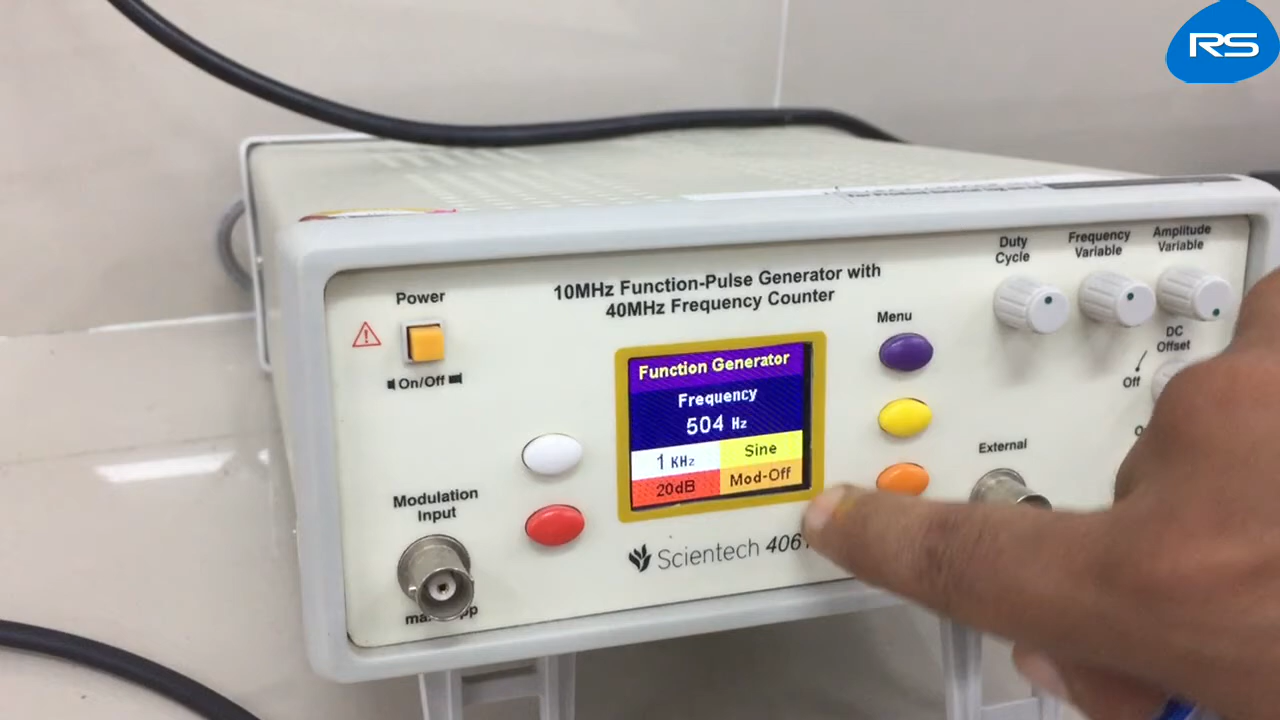 RS
Duty
Cycle
Frequency
Variable
Amplitude
Variable
10MHz Function-Pulse Generator with
40MHz Frequency Counter
Power
On/Off
Menu
DC
Offset
Off
Function Generator
Frequency
504 Hz
1 KHz
Sine
20dB
Mod-Off
External
Modulation
Input
Scientech 4061